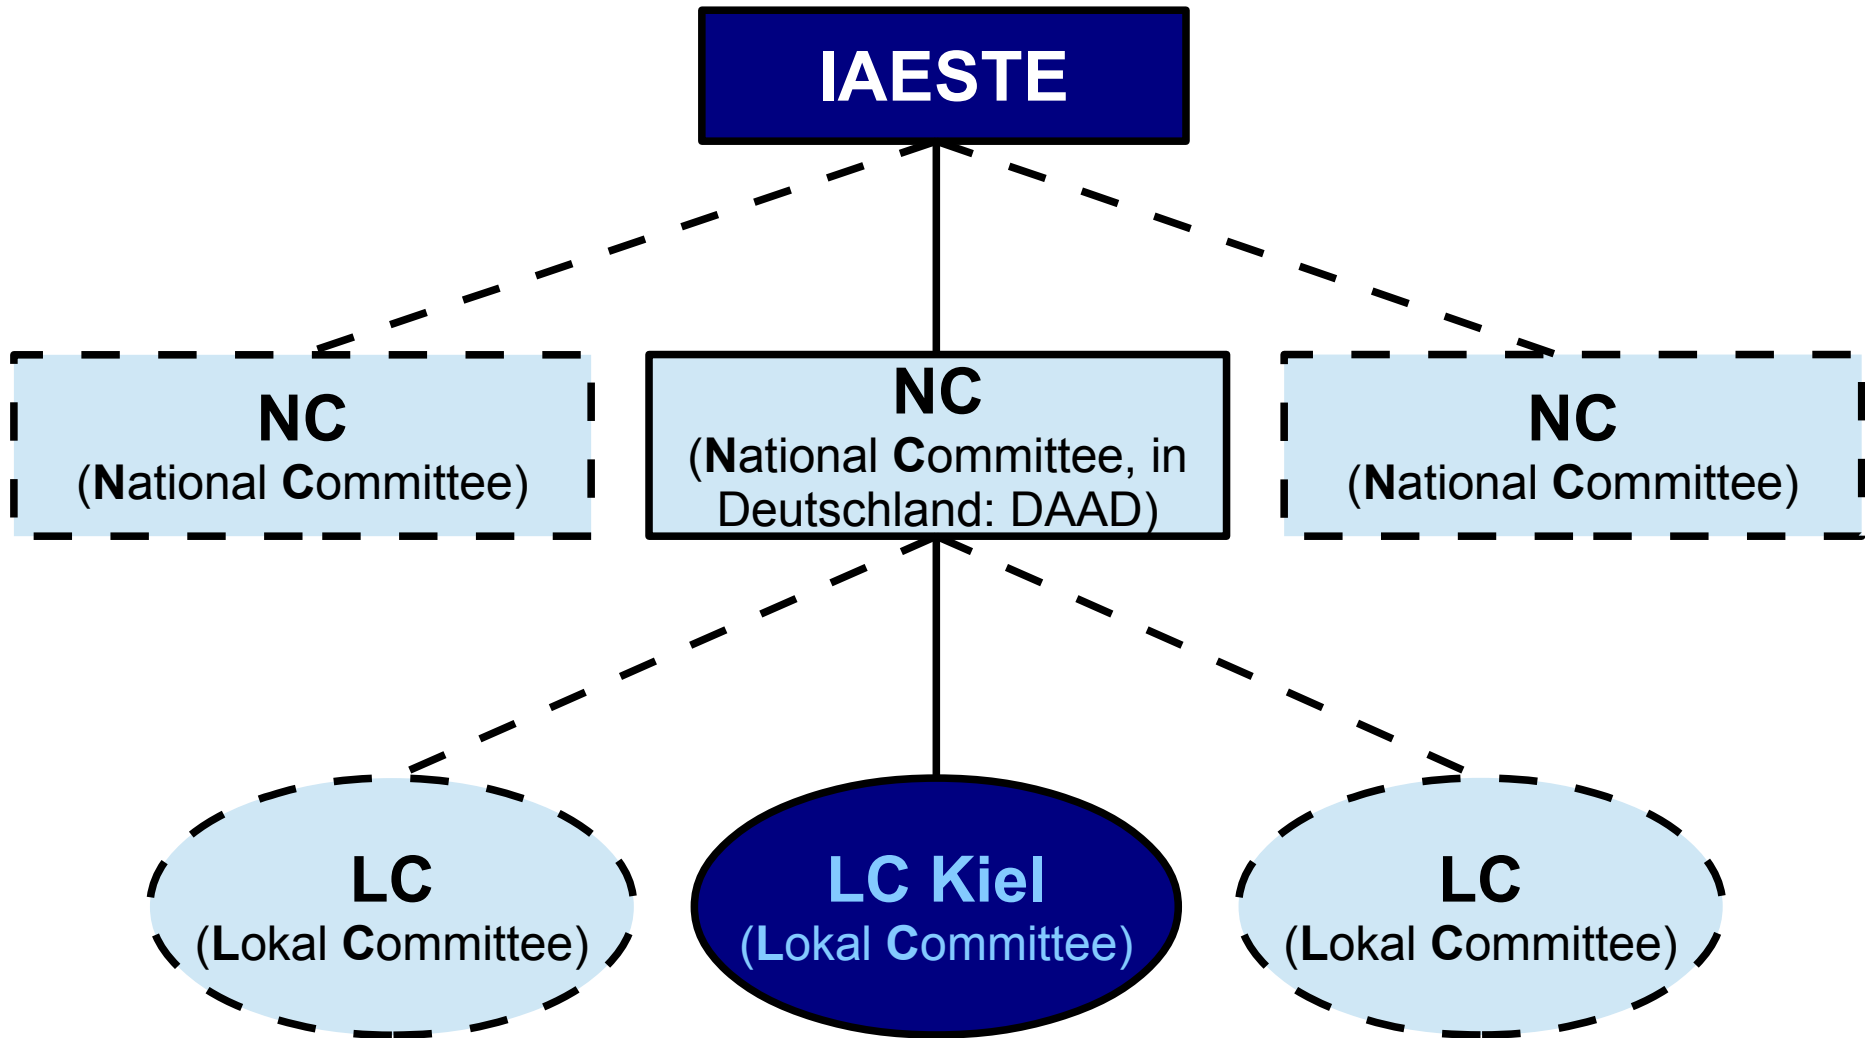 IAESTE
NC
(National Committee)
NC
(National Committee, in
Deutschland: DAAD)
NC
(National Committee)
LC
(Lokal Committee)
LC Kiel
(Lokal Committee)
LC
(Lokal Committee)